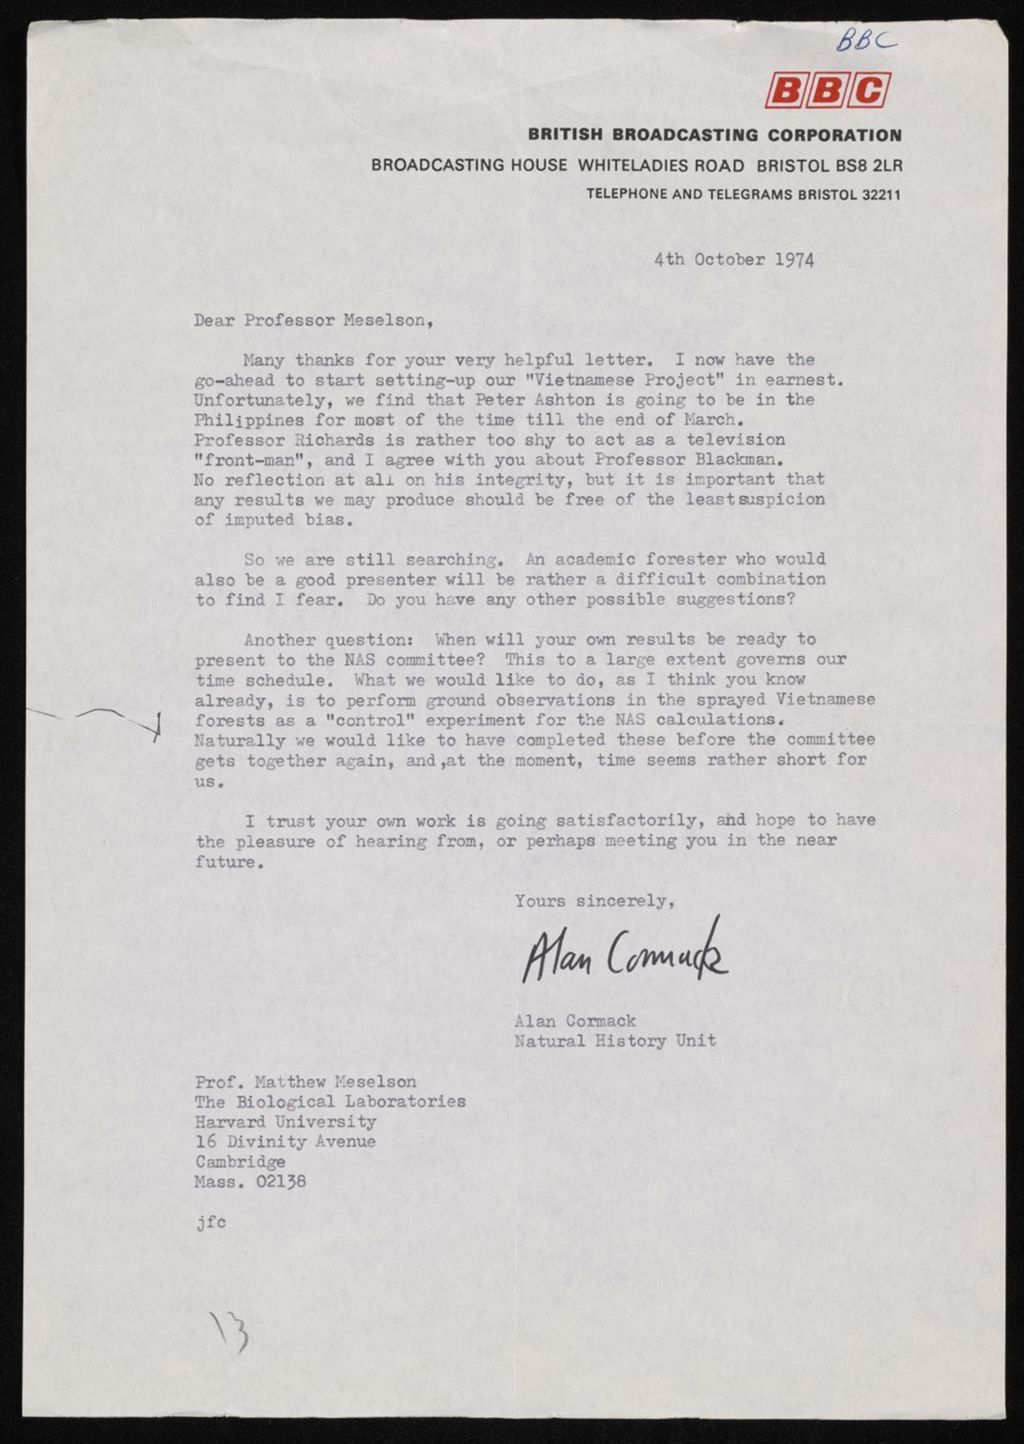 BBC
BBC
BRITISH BROADCASTING CORPORATION
BROADCASTING HOUSE WHITELADIES ROAD BRISTOL BS8 2LR
TELEPHONE AND TELEGRAMS BRISTOL 32211
4th October 1974
Dear Professor Meselson,
Many thanks for your very helpful letter. I now have the
go-ahead to start setting-up our "Vietnamese Project" in earnest.
Unfortunately, we find that Peter Ashton is going to be in the
Philippines for most of the time till the end of March.
Professor Richards is rather too shy to act as a television
"front-man", and I agree with you about Professor Blackman.
No reflection at all on his integrity, but it is important that
any results we may produce should be free of the leastsuspicion
of imputed bias.
So we are still searching. An academic forester who would
also be a good presenter will be rather a difficult combination
to find I fear. Do you have any other possible suggestions?
Another question: When will your own results be ready to
present to the NAS committee? This to a large extent governs our
time schedule. What we would like to do, as I think you know
already, is to perform ground observations in the sprayed Vietnamese
forests as a "control" experiment for the NAS calculations.
Naturally we would like to have completed these before the committee
gets together again, and,at the moment, time seems rather short for
us.
I trust your own work is going satisfactorily, and hope to have
the pleasure of hearing from, or perhaps meeting you in the near
future.
Yours sincerely,
Alan Cormack
Alan Cormack
Natural History Unit
Prof. Matthew Meselson
The Biological Laboratories
Harvard University
16 Divinity Avenue
Cambridge
Mass. 02138
jfc
13